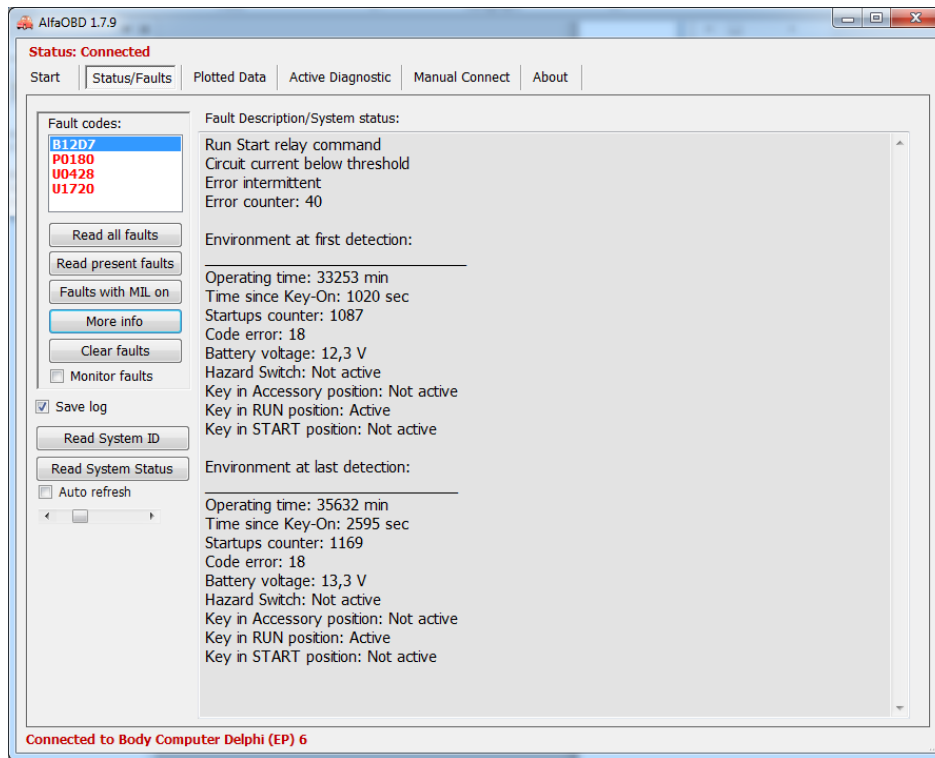 AlfaOBD 1.7.9
Status: Connected
Start Status/Faults Plotted Data Active Diagnostic Manual Connect About
Fault codes:
B12D7
P0180
U0428
U1720
Read all faults
Read present faults
Faults with MIL on
More info
Clear faults
Monitor faults
Save log
Read System ID
Read System Status
Auto refresh
Fault Description/System status:
Run Start relay command
Circuit current below threshold
Error intermittent
Error counter: 40
Environment at first detection:
Operating time: 33253 min
Time since Key-On: 1020 sec
Startups counter: 1087
Code error: 18
Battery voltage: 12,3 V
Hazard Switch: Not active
Key in Accessory position: Not active
Key in RUN position: Active
Key in START position: Not active
Environment at last detection:
Operating time: 35632 min
Time since Key-On: 2595 sec
Startups counter: 1169
Code error: 18
Battery voltage: 13,3 V
Hazard Switch: Not active
Key in Accessory position: Not active
Key in RUN position: Active
Key in START position: Not active
Connected to Body Computer Delphi (EP) 6